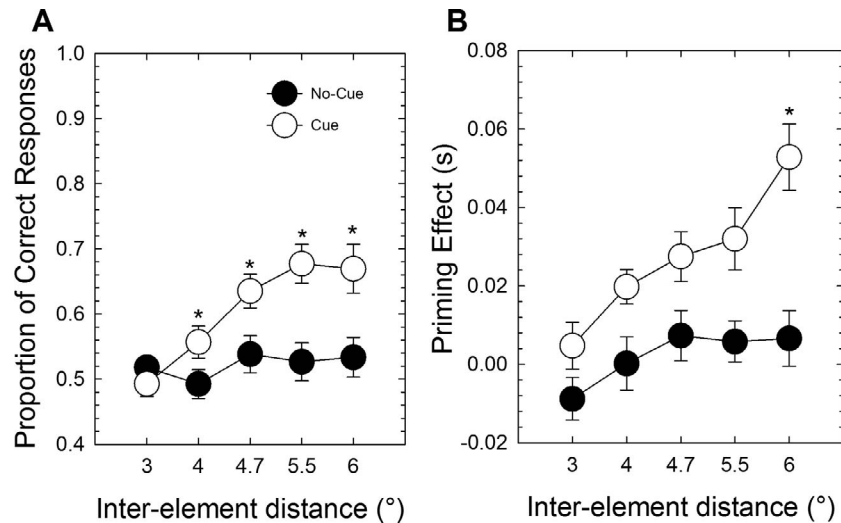 A
Proportion of Correct Responses
1.0
0.9
0.8
0.7
0.6
0.5
0.4
No-Cue
Cue
*
*
*
*
3 4 4.7 5.5 6
Inter-element distance (°)
B
Priming Effect (s)
0.08
0.06
0.04
0.02
0.00
-0.02
*
3 4 4.7 5.5 6
Inter-element distance (°)